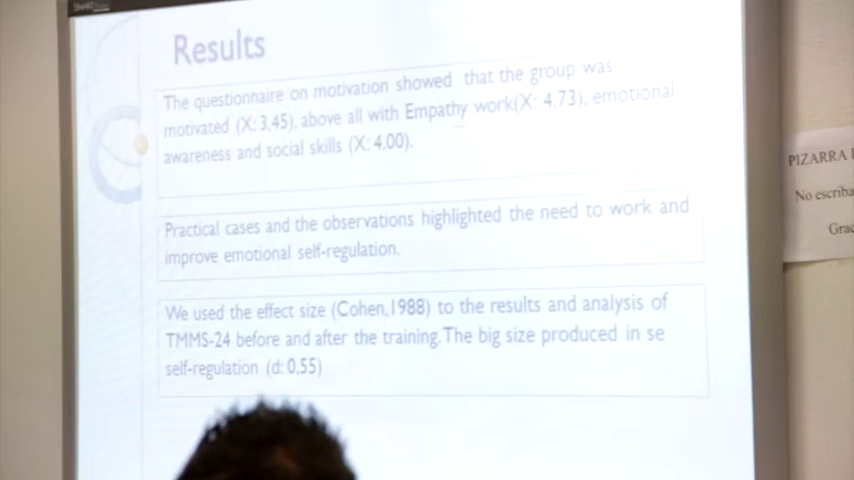 Results
The questionnaire on motivation showed that the group was
motivated (X: 3,45), above all with Empathy work(X: 4,73), emotional
awareness and social skills (X: 4,00).
Practical cases and the observations highlighted the need to work and
improve emotional self-regulation.
We used the effect size (Cohen,1988) to the results and analysis of
TMMS-24 before and after the training. The big size produced in se
self-regulation (d: 0,55)
PIZARRA
No escriba
Grac